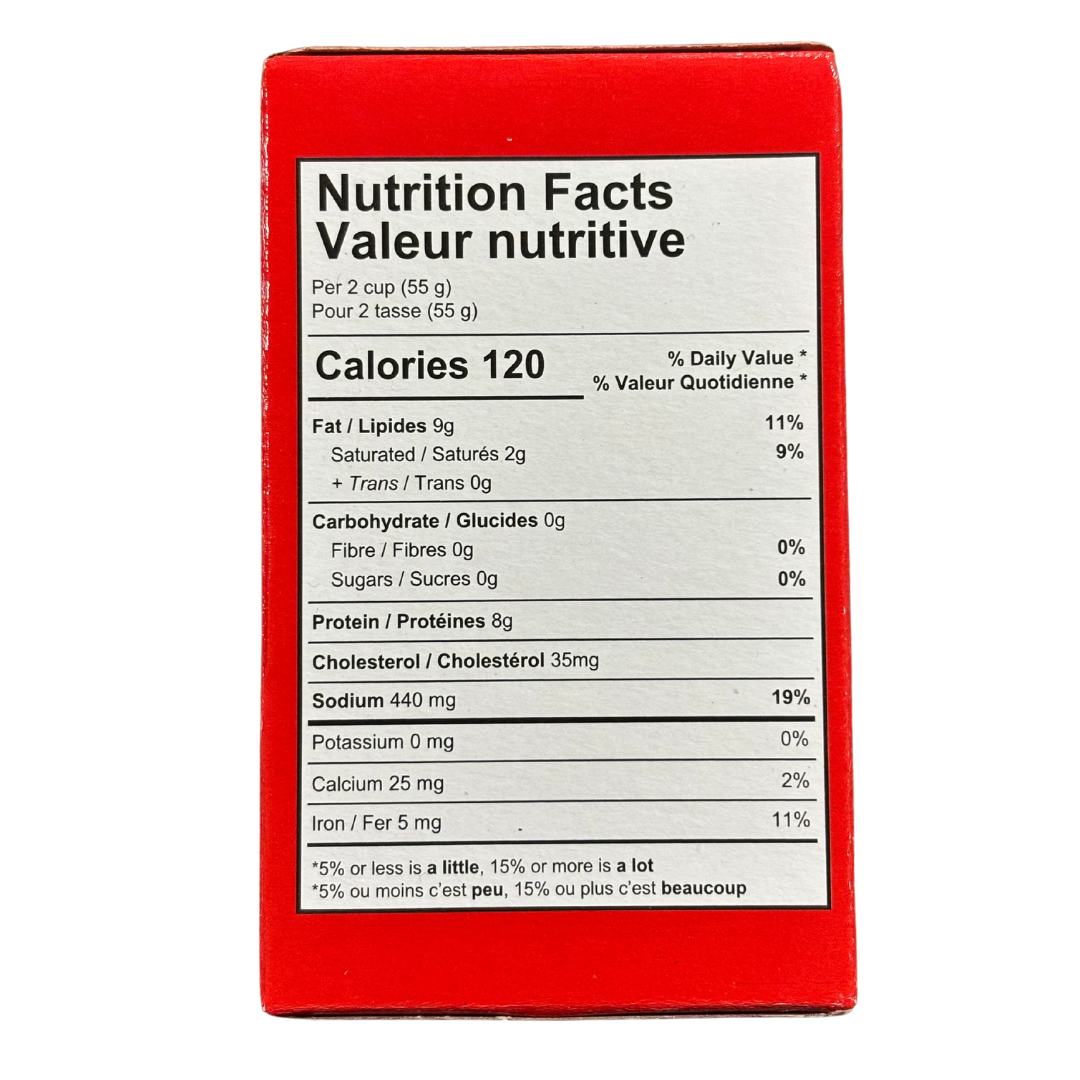 Nutrition Facts
Valeur nutritive
Per 2 cup (55 g)
Pour 2 tasse (55 g)
Calories 120
% Daily Value *
% Valeur Quotidienne *
Fat / Lipides 9g 11%
Saturated / Saturés 2g 9%
+ Trans / Trans 0g
Carbohydrate / Glucides 0g
Fibre / Fibres 0g 0%
Sugars / Sucres 0g 0%
Protein / Protéines 8g
Cholesterol / Cholestérol 35mg
Sodium 440 mg 19%
Potassium 0 mg 0%
Calcium 25 mg 2%
Iron / Fer 5 mg 11%
*5% or less is a little, 15% or more is a lot
*5% ou moins c’est peu, 15% ou plus c’est beaucoup